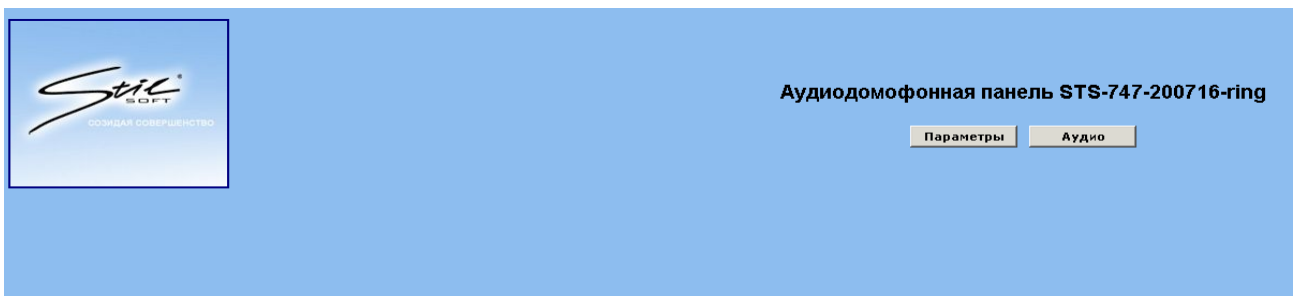 Stil
SOFT
СОЗИДАЯ СОВЕРШЕНСТВО
Аудиодомофонная панель STS-747-200716-ring
Параметры Аудио